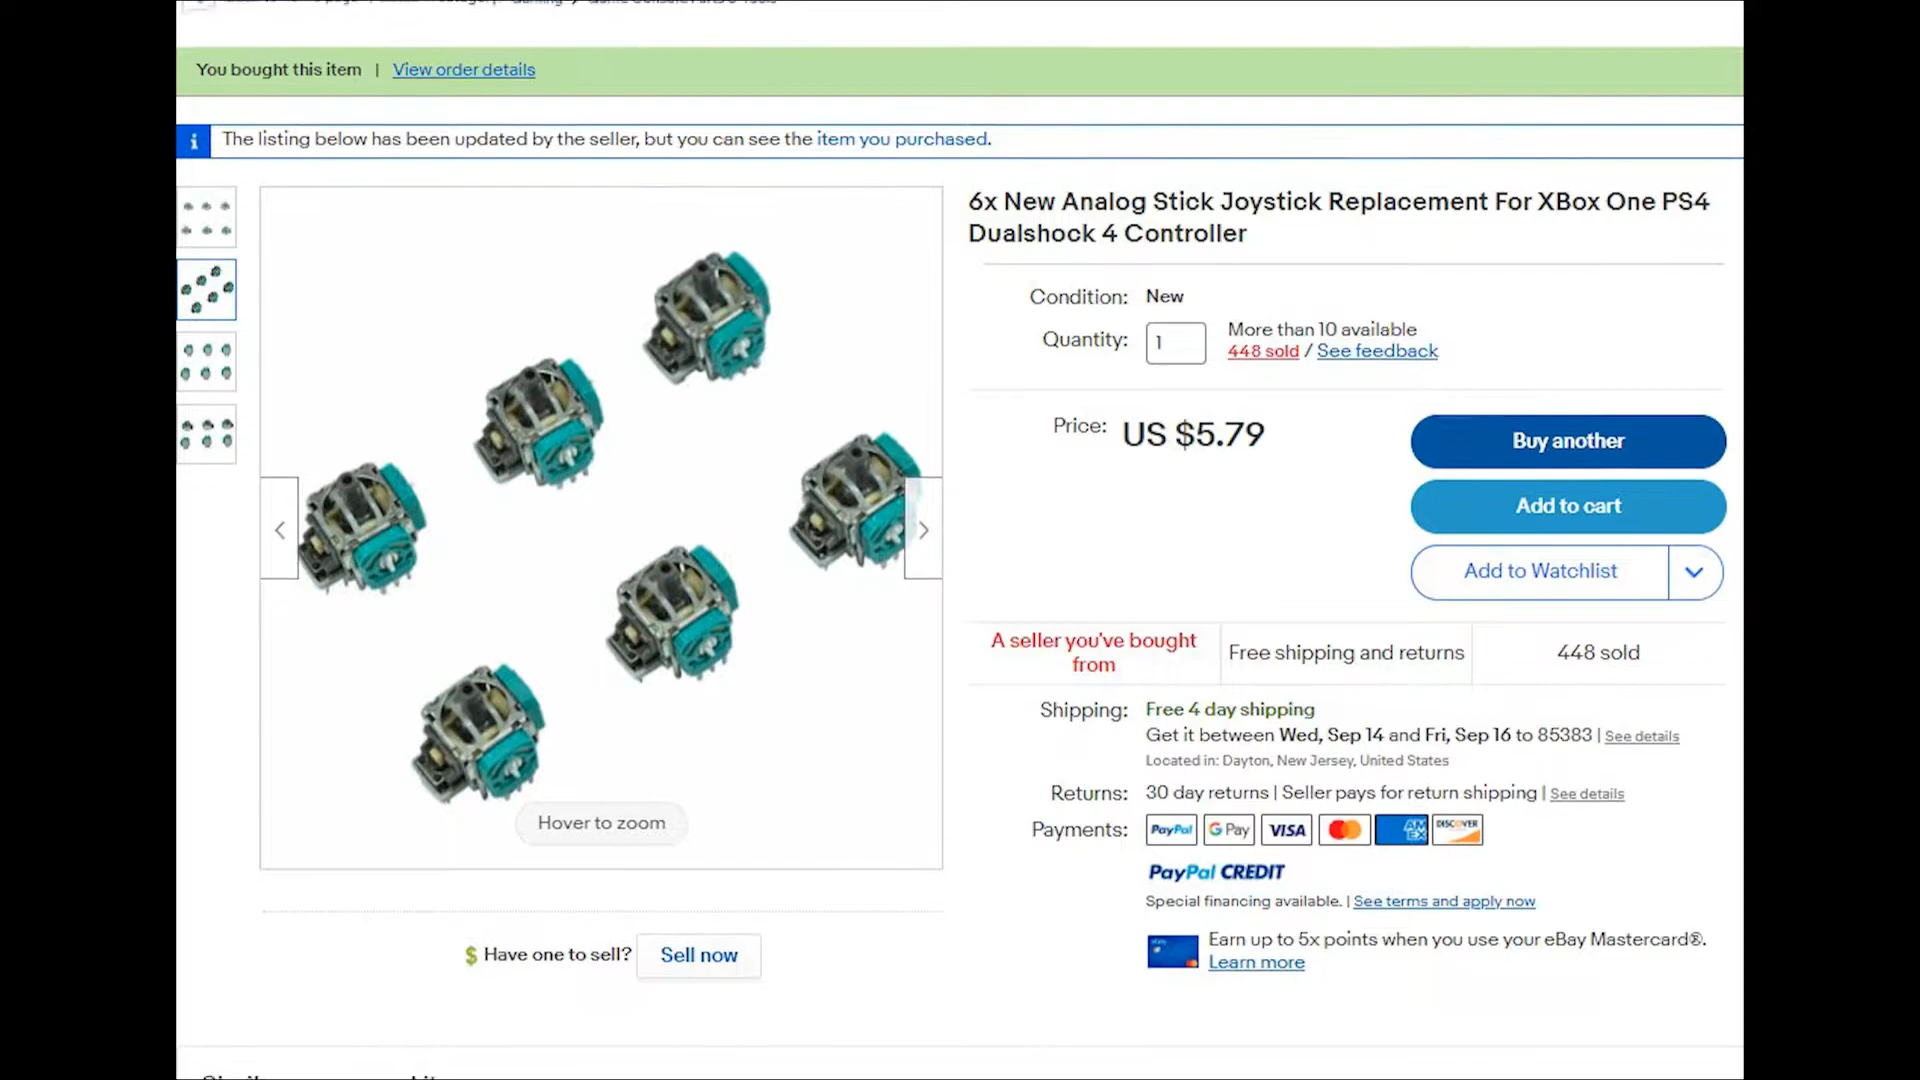 You bought this item | View order details
i The listing below has been updated by the seller, but you can see the item you purchased.
6x New Analog Stick Joystick Replacement For XBox One PS4
Dualshock 4 Controller
Condition: New
Quantity: 1 More than 10 available
448 sold / See feedback
Price: US $5.79
Buy another
Add to cart
Add to Watchlist
A seller you've bought
from
Free shipping and returns
448 sold
Shipping: Free 4 day shipping
Get it between Wed, Sep 14 and Fri, Sep 16 to 85383 | See details
Located in: Dayton, New Jersey, United States
Returns: 30 day returns | Seller pays for return shipping | See details
Payments: PayPal G Pay VISA AMEX DISCOVER
PayPal CREDIT
Special financing available. | See terms and apply now
Earn up to 5x points when you use your eBay Mastercard®.
Learn more
Hover to zoom
$ Have one to sell? Sell now